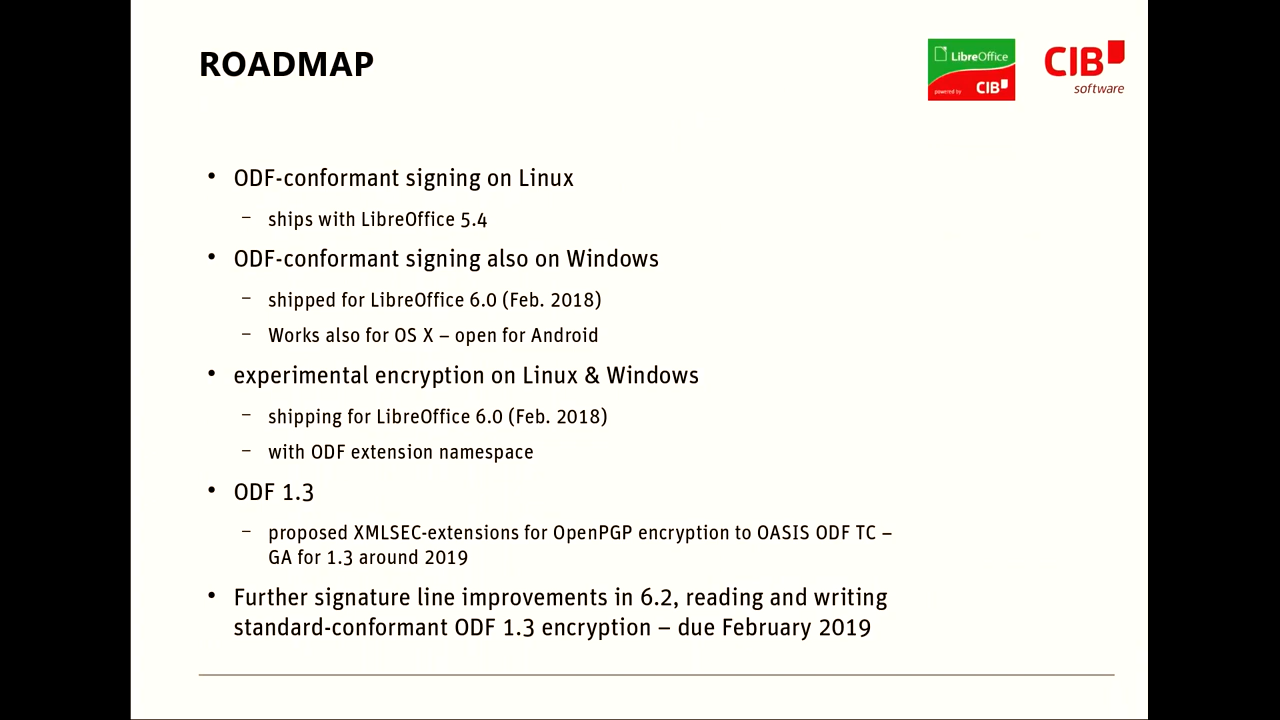 ROADMAP
LibreOffice
powered by CIB
CIB
software
• ODF-conformant signing on Linux
– ships with LibreOffice 5.4
• ODF-conformant signing also on Windows
– shipped for LibreOffice 6.0 (Feb. 2018)
– Works also for OS X – open for Android
• experimental encryption on Linux & Windows
– shipping for LibreOffice 6.0 (Feb. 2018)
– with ODF extension namespace
• ODF 1.3
– proposed XMLSEC-extensions for OpenPGP encryption to OASIS ODF TC –
GA for 1.3 around 2019
• Further signature line improvements in 6.2, reading and writing
standard-conformant ODF 1.3 encryption – due February 2019